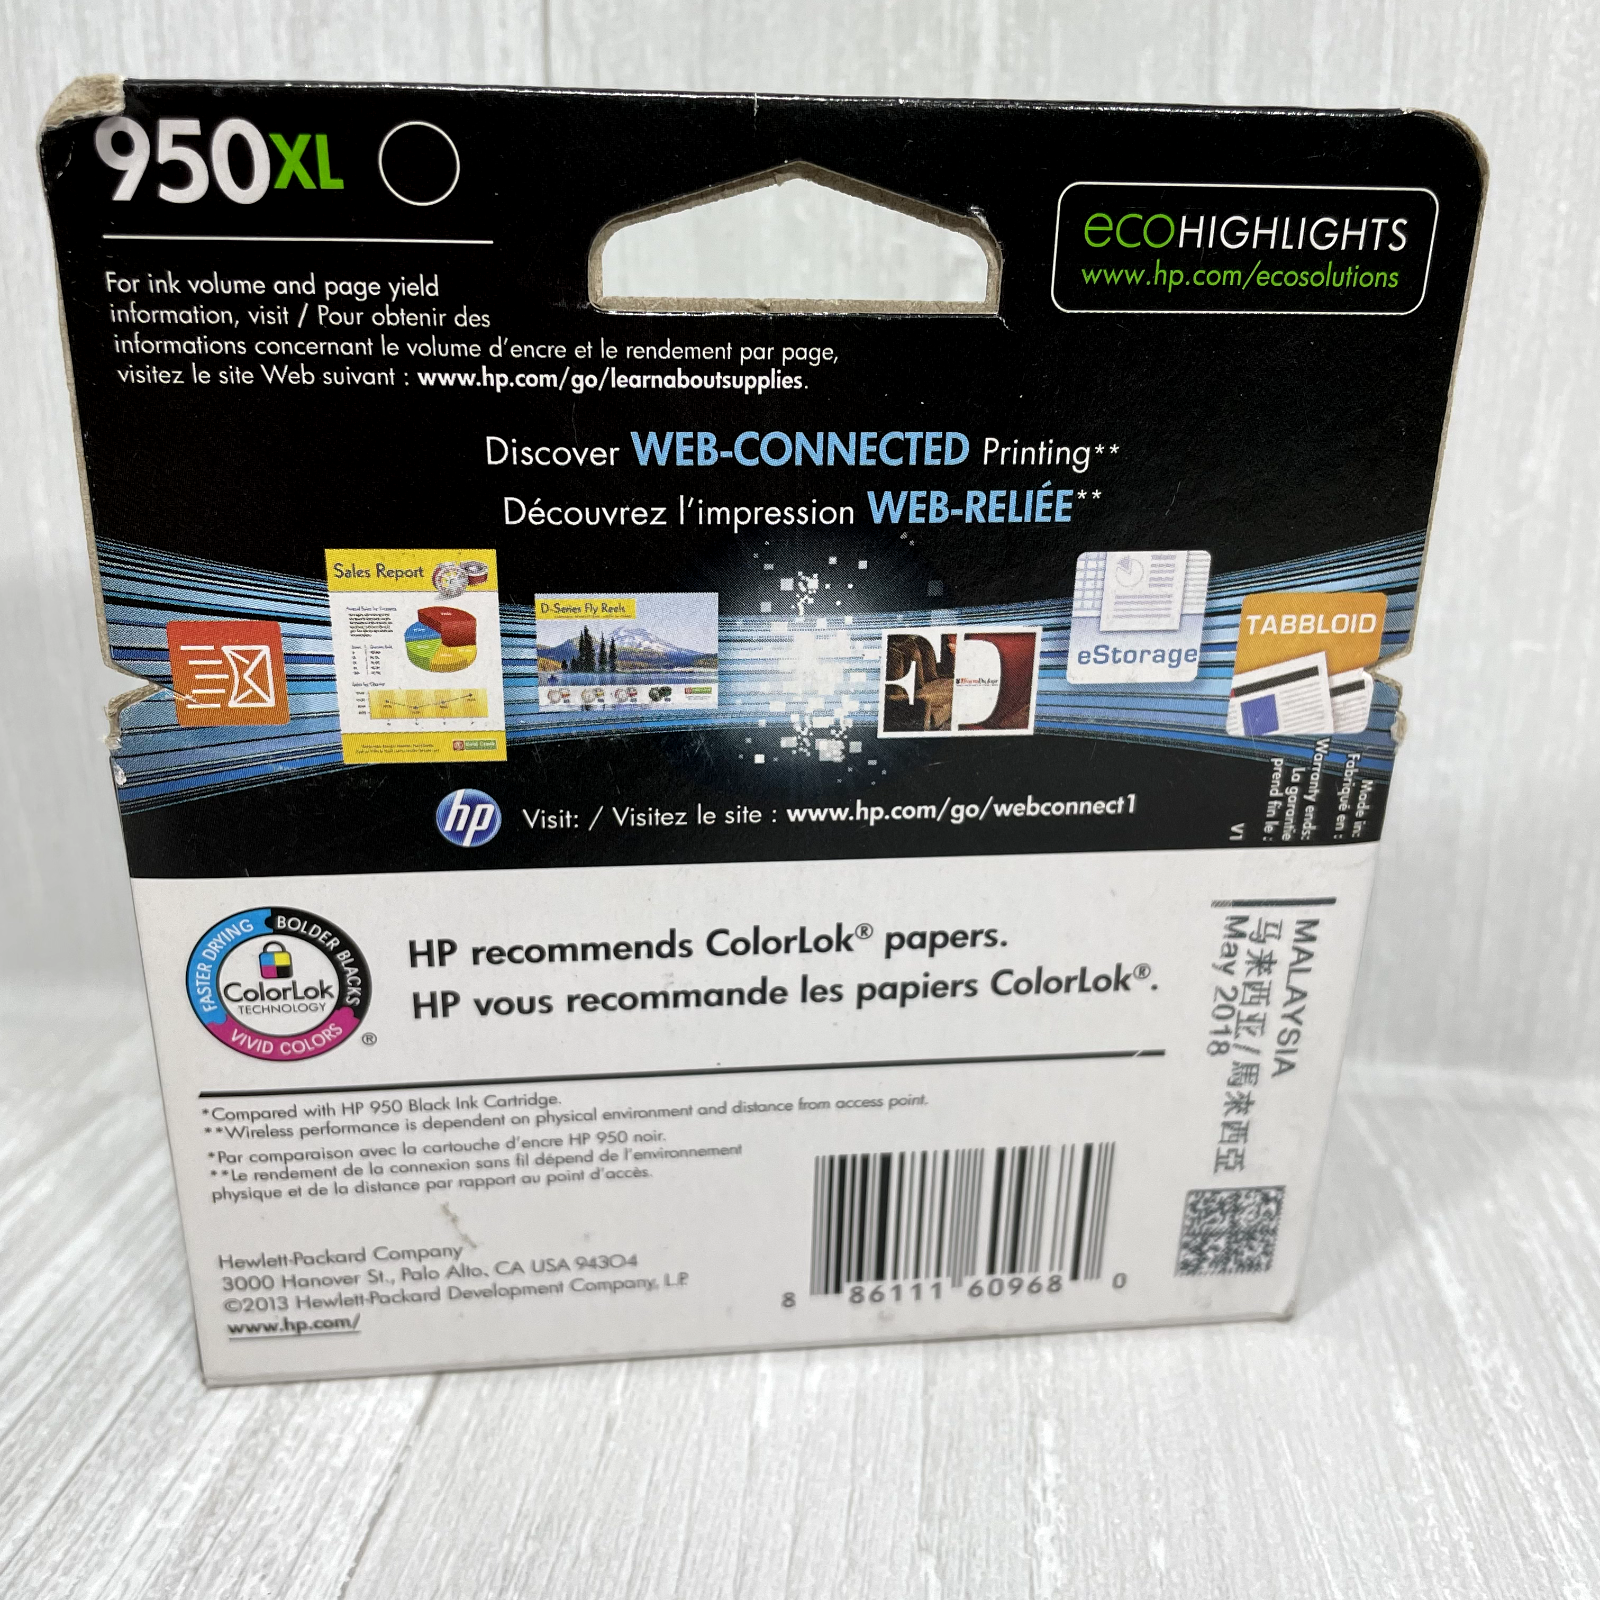 950XL
ecoHIGHLIGHTS
www.hp.com/ecosolutions
For ink volume and page yield
information, visit / Pour obtenir des
informations concernant le volume d'encre et le rendement par page,
visitez le site Web suivant : www.hp.com/go/learnaboutsupplies.
Discover WEB-CONNECTED Printing**
Découvrez l'impression WEB-RELIÉE**
Sales Report
D-Series Fly Reels
eStorage
TABBLOID
hp
Visit: / Visitez le site : www.hp.com/go/webconnect1
Made in:
Fabriqué en :
Warranty ends:
La garantie
prend fin le :
V1
MALAYSIA
马来西亚/馬來西亞
May 2018
FASTER DRYING
BOLDER BLACKS
VIVID COLORS
ColorLok
TECHNOLOGY
®
HP recommends ColorLok® papers.
HP vous recommande les papiers ColorLok®.
*Compared with HP 950 Black Ink Cartridge.
**Wireless performance is dependent on physical environment and distance from access point.
*Par comparaison avec la cartouche d'encre HP 950 noir.
**Le rendement de la connexion sans fil dépend de l'environnement
physique et de la distance par rapport au point d'accès.
Hewlett-Packard Company
3000 Hanover St., Palo Alto, CA USA 94304
©2013 Hewlett-Packard Development Company, L.P.
www.hp.com/
8 86111 60968 0